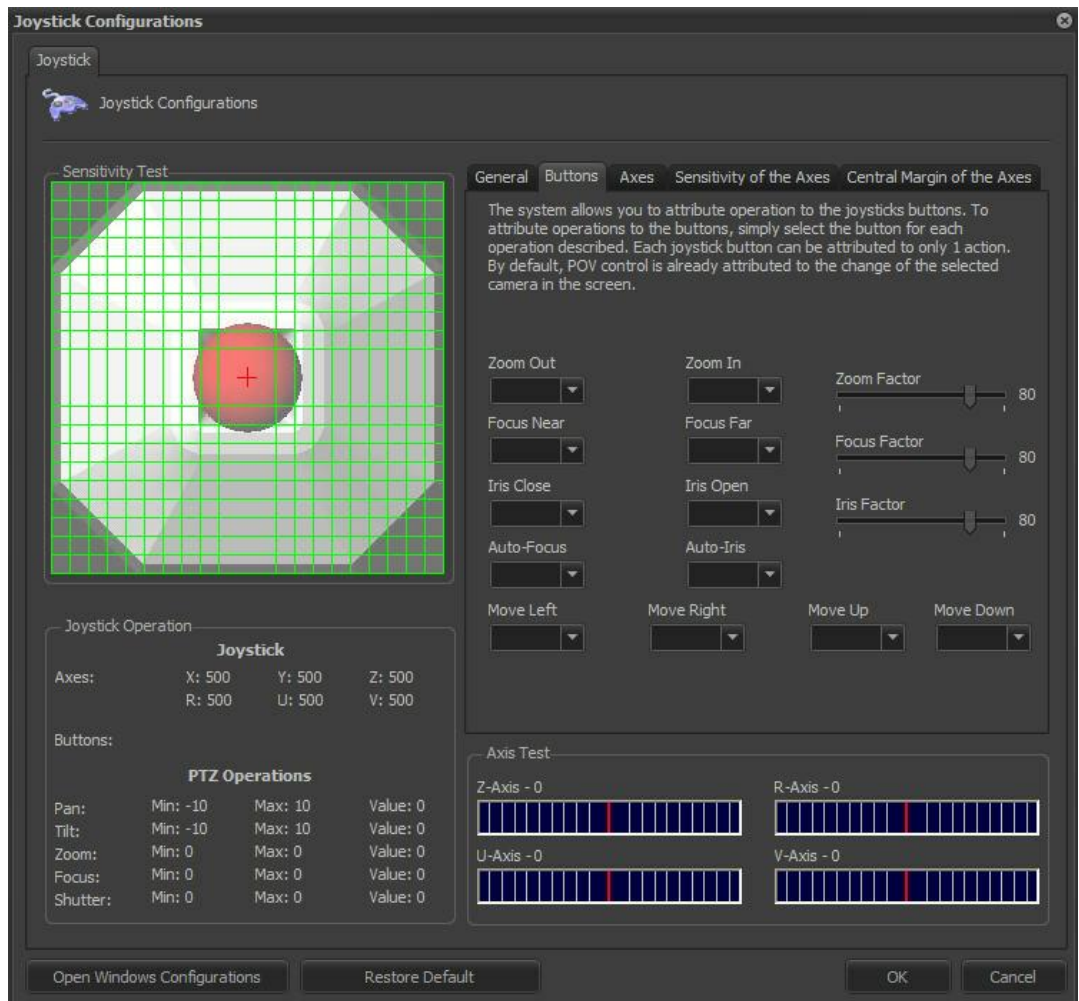 Joystick Configurations
Joystick
Joystick Configurations
Sensitivity Test
General Buttons Axes Sensitivity of the Axes Central Margin of the Axes
The system allows you to attribute operation to the joysticks buttons. To
attribute operations to the buttons, simply select the button for each
operation described. Each joystick button can be attributed to only 1 action.
By default, POV control is already attributed to the change of the selected
camera in the screen.
Zoom Out Zoom In Zoom Factor 80
Focus Near Focus Far Focus Factor 80
Iris Close Iris Open Iris Factor 80
Auto-Focus Auto-Iris
Move Left Move Right Move Up Move Down
Joystick Operation
Joystick
Axes: X: 500 Y: 500 Z: 500
R: 500 U: 500 V: 500
Buttons:
PTZ Operations
Pan: Min: -10 Max: 10 Value: 0
Tilt: Min: -10 Max: 10 Value: 0
Zoom: Min: 0 Max: 0 Value: 0
Focus: Min: 0 Max: 0 Value: 0
Shutter: Min: 0 Max: 0 Value: 0
Axis Test
Z-Axis - 0 R-Axis - 0
U-Axis - 0 V-Axis - 0
Open Windows Configurations Restore Default OK Cancel